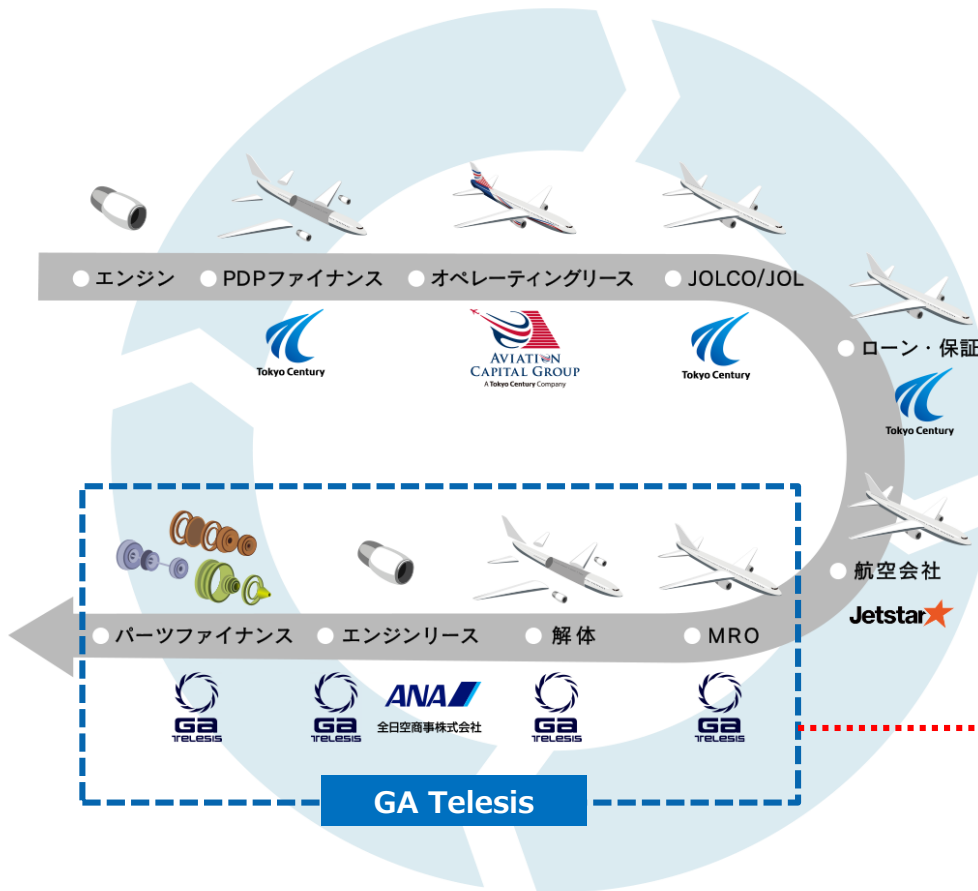 エンジン
PDPファイナンス
オペレーティングリース
JOLCO/JOL
Tokyo Century
AVIATION
CAPITAL GROUP
A Tokyo Century Company
Tokyo Century
ローン・保証
Tokyo Century
航空会社
Jetstar
パーツファイナンス
エンジンリース
解体
MRO
GA
TELESIS
GA
TELESIS
ANA
全日空商事株式会社
GA
TELESIS
GA
TELESIS
GA Telesis